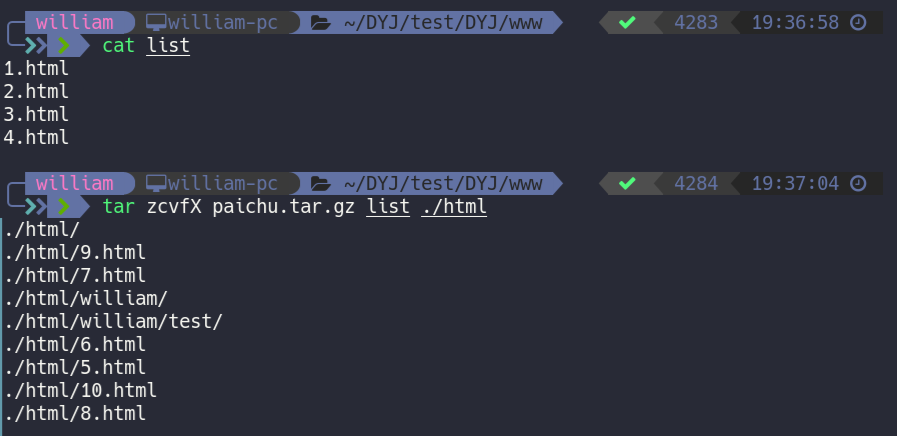 william william-pc ~/DYJ/test/DYJ/www 4283 19:36:58
cat list
1.html
2.html
3.html
4.html
william william-pc ~/DYJ/test/DYJ/www 4284 19:37:04
tar zcvfX paichu.tar.gz list ./html
./html/
./html/9.html
./html/7.html
./html/william/
./html/william/test/
./html/6.html
./html/5.html
./html/10.html
./html/8.html